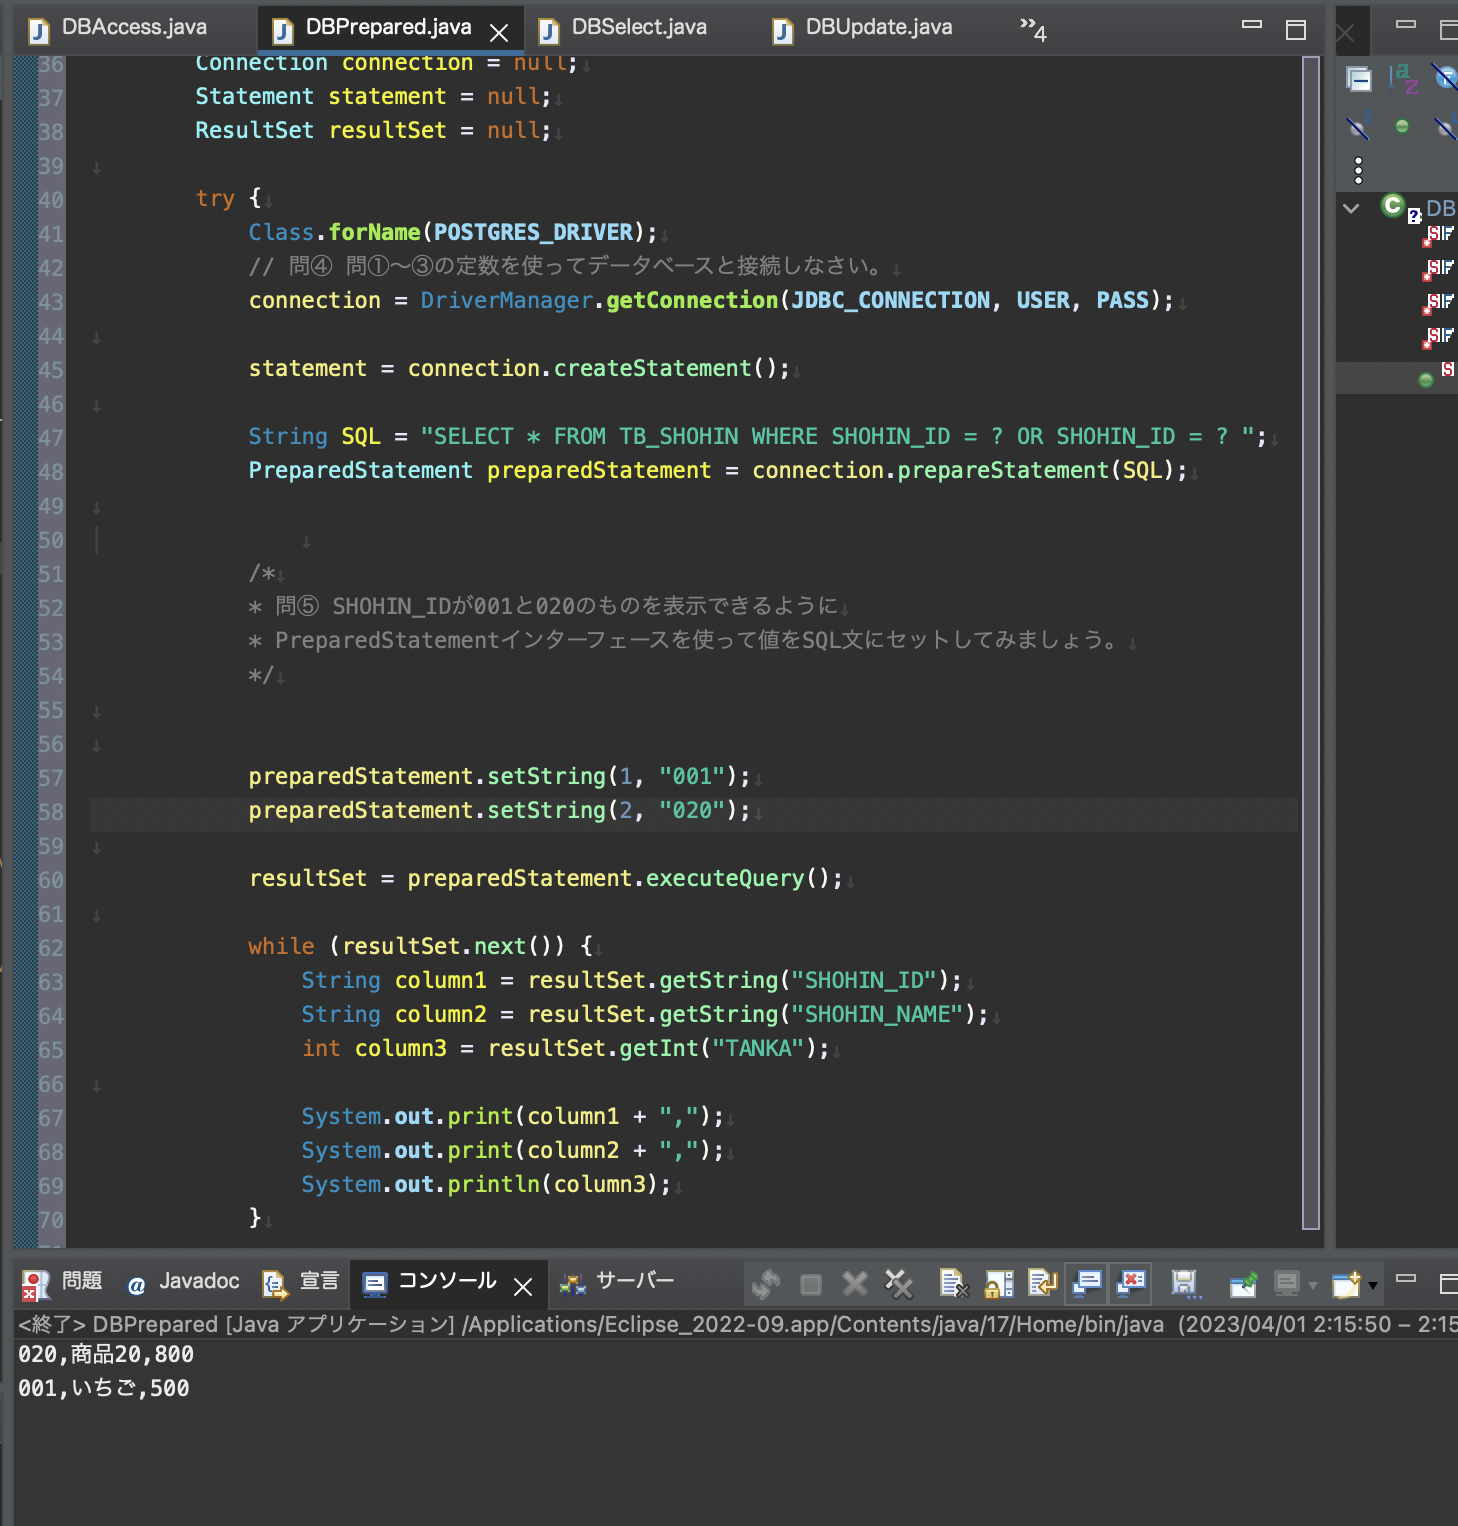 DBAccess.java DBPrepared.java DBSelect.java DBUpdate.java »4
36 Connection connection = null;
37 Statement statement = null;
38 ResultSet resultSet = null;
39
40 try {
41 Class.forName(POSTGRES_DRIVER);
42 // 問④ 問①〜③の定数を使ってデータベースと接続しなさい。
43 connection = DriverManager.getConnection(JDBC_CONNECTION, USER, PASS);
44
45 statement = connection.createStatement();
46
47 String SQL = "SELECT * FROM TB_SHOHIN WHERE SHOHIN_ID = ? OR SHOHIN_ID = ? ";
48 PreparedStatement preparedStatement = connection.prepareStatement(SQL);
49
50
51 /*
52 * 問⑤ SHOHIN_IDが001と020のものを表示できるように
53 * PreparedStatementインターフェースを使って値をSQL文にセットしてみましょう。
54 */
55
56
57 preparedStatement.setString(1, "001");
58 preparedStatement.setString(2, "020");
59
60 resultSet = preparedStatement.executeQuery();
61
62 while (resultSet.next()) {
63 String column1 = resultSet.getString("SHOHIN_ID");
64 String column2 = resultSet.getString("SHOHIN_NAME");
65 int column3 = resultSet.getInt("TANKA");
66
67 System.out.print(column1 + ",");
68 System.out.print(column2 + ",");
69 System.out.println(column3);
70 }
DB
問題 @ Javadoc 宣言 コンソール サーバー
<終了> DBPrepared [Java アプリケーション] /Applications/Eclipse_2022-09.app/Contents/java/17/Home/bin/java (2023/04/01 2:15:50 – 2:15
020,商品20,800
001,いちご,500